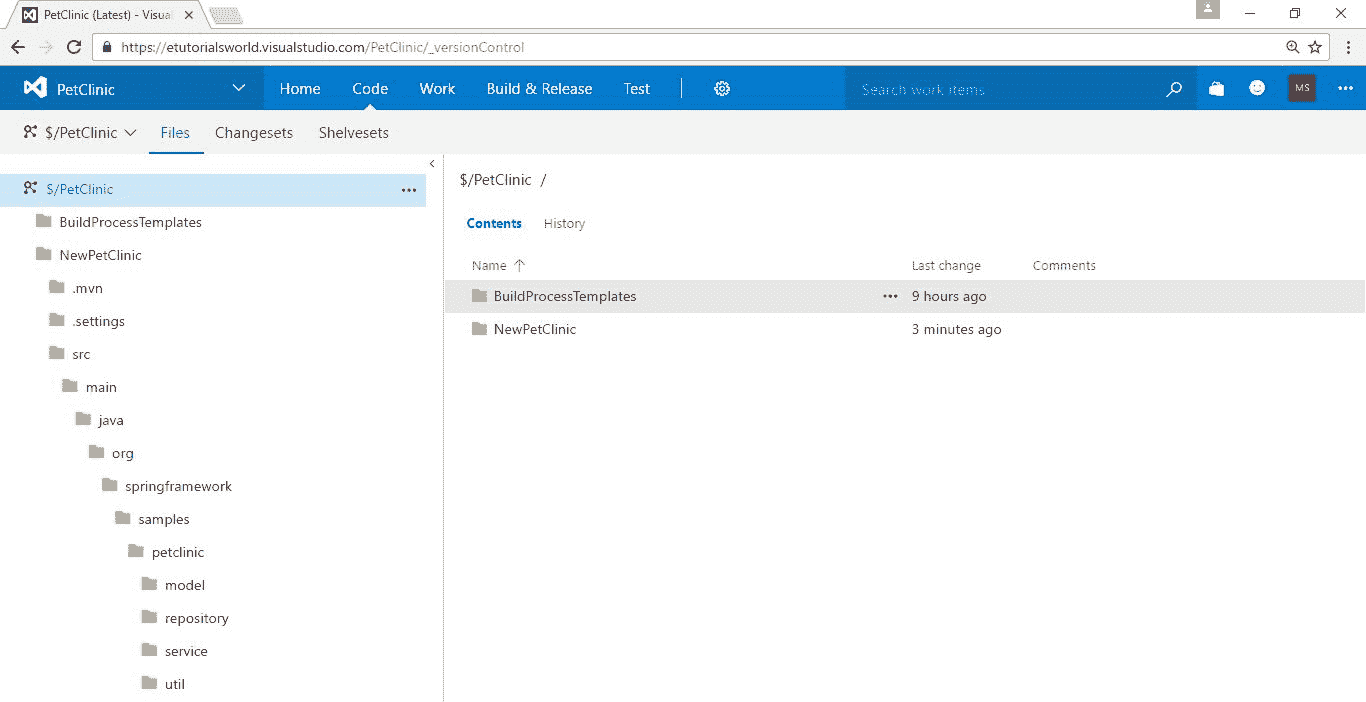 PetClinic (Latest) - Visua
https://etutorialsworld.visualstudio.com/PetClinic/_versionControl
PetClinic Home Code Work Build & Release Test Search work items MS
$/PetClinic Files Changesets Shelvesets
$/PetClinic
BuildProcessTemplates
NewPetClinic
.mvn
.settings
src
main
java
org
springframework
samples
petclinic
model
repository
service
util
$/PetClinic /
Contents History
Name Last change Comments
BuildProcessTemplates 9 hours ago
NewPetClinic 3 minutes ago